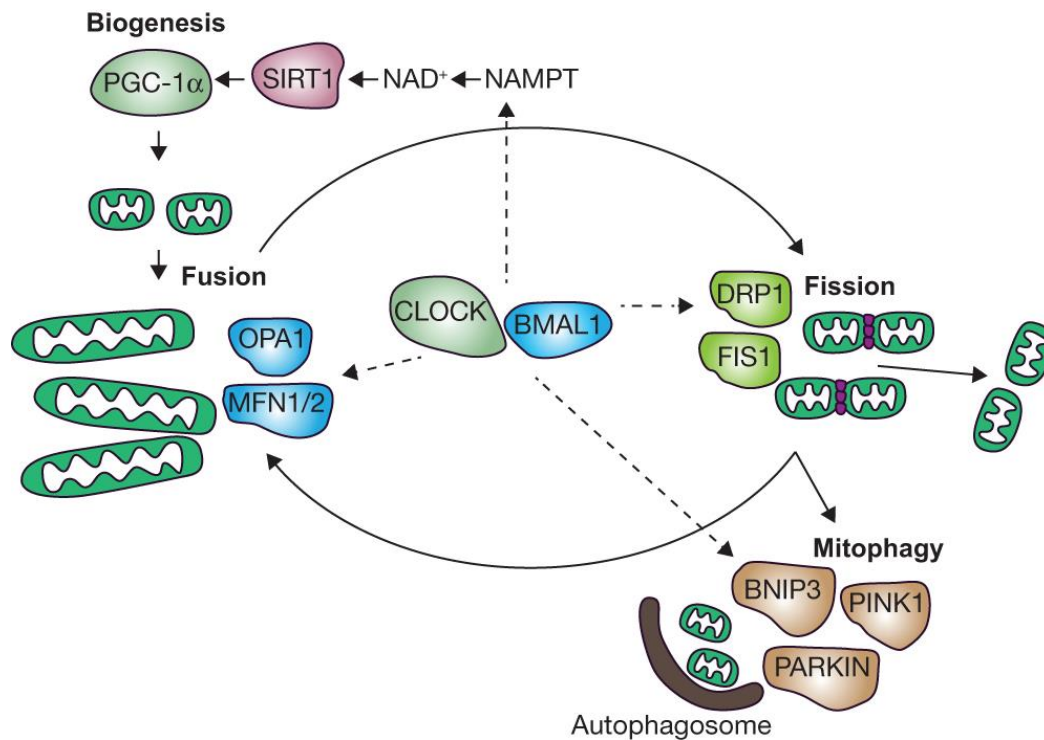 Biogenesis
PGC-1α
SIRT1
NAD⁺
NAMPT
Fusion
OPA1
MFN1/2
CLOCK
BMAL1
DRP1
FIS1
Fission
Mitophagy
BNIP3
PINK1
PARKIN
Autophagosome